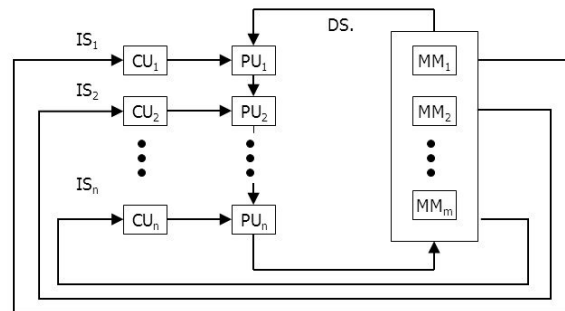 DS.
IS₁ CU₁ PU₁ MM₁
IS₂ CU₂ PU₂ MM₂
ISₙ CUₙ PUₙ MMₘ